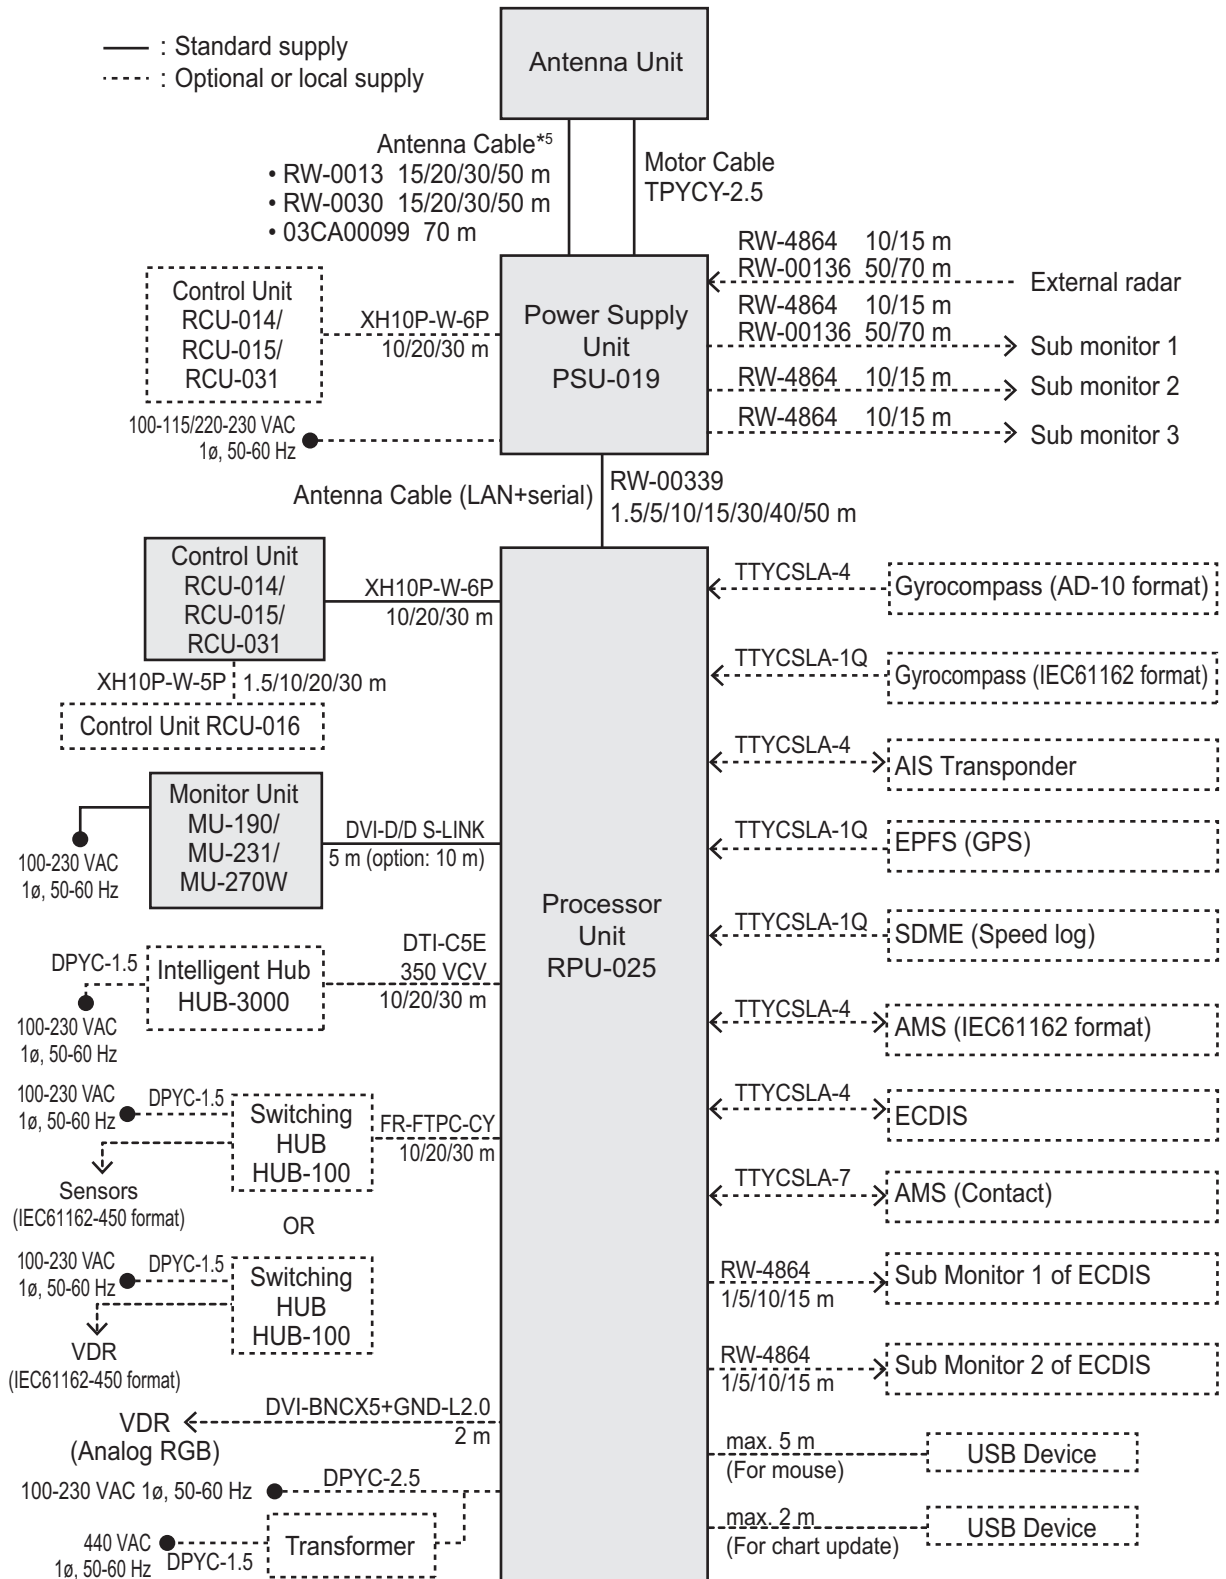 : Standard supply
: Optional or local supply
Antenna Unit
Antenna Cable*5
• RW-0013 15/20/30/50 m
• RW-0030 15/20/30/50 m
• 03CA00099 70 m
Motor Cable
TPYCY-2.5
Control Unit
RCU-014/
RCU-015/
RCU-031
XH10P-W-6P
10/20/30 m
100-115/220-230 VAC
1ø, 50-60 Hz
Power Supply
Unit
PSU-019
RW-4864 10/15 m
RW-00136 50/70 m
External radar
RW-4864 10/15 m
RW-00136 50/70 m
Sub monitor 1
RW-4864 10/15 m
Sub monitor 2
RW-4864 10/15 m
Sub monitor 3
Antenna Cable (LAN+serial)
RW-00339
1.5/5/10/15/30/40/50 m
Control Unit
RCU-014/
RCU-015/
RCU-031
XH10P-W-6P
10/20/30 m
XH10P-W-5P
1.5/10/20/30 m
Control Unit RCU-016
Monitor Unit
MU-190/
MU-231/
MU-270W
DVI-D/D S-LINK
5 m (option: 10 m)
100-230 VAC
1ø, 50-60 Hz
DPYC-1.5
Intelligent Hub
HUB-3000
DTI-C5E
350 VCV
10/20/30 m
100-230 VAC
1ø, 50-60 Hz
100-230 VAC
1ø, 50-60 Hz
DPYC-1.5
Switching
HUB
HUB-100
FR-FTPC-CY
10/20/30 m
Sensors
(IEC61162-450 format)
OR
100-230 VAC
1ø, 50-60 Hz
DPYC-1.5
Switching
HUB
HUB-100
VDR
(IEC61162-450 format)
VDR
(Analog RGB)
DVI-BNCX5+GND-L2.0
2 m
100-230 VAC 1ø, 50-60 Hz
DPYC-2.5
440 VAC
1ø, 50-60 Hz
DPYC-1.5
Transformer
Processor
Unit
RPU-025
TTYCSLA-4
Gyrocompass (AD-10 format)
TTYCSLA-1Q
Gyrocompass (IEC61162 format)
TTYCSLA-4
AIS Transponder
TTYCSLA-1Q
EPFS (GPS)
TTYCSLA-1Q
SDME (Speed log)
TTYCSLA-4
AMS (IEC61162 format)
TTYCSLA-4
ECDIS
TTYCSLA-7
AMS (Contact)
RW-4864
1/5/10/15 m
Sub Monitor 1 of ECDIS
RW-4864
1/5/10/15 m
Sub Monitor 2 of ECDIS
max. 5 m
(For mouse)
USB Device
max. 2 m
(For chart update)
USB Device